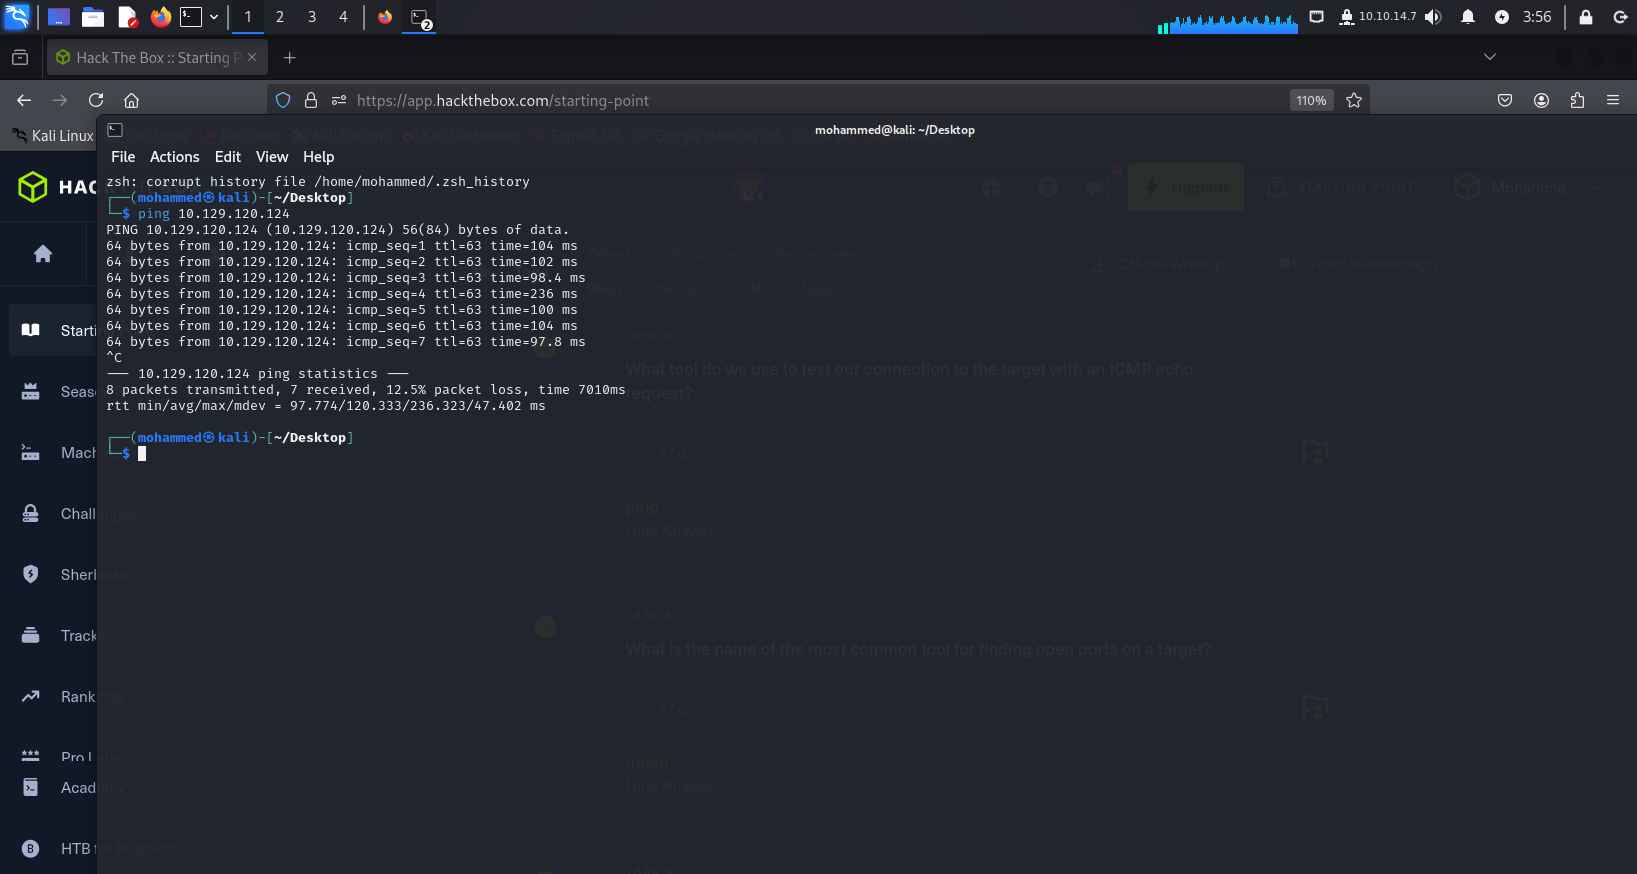 1 2 3 4 2 10.10.14.7 3:56
Hack The Box :: Starting P
https://app.hackthebox.com/starting-point 110%
Kali Linux Kali Tools Kali Docs Kali Forums Kali NetHunter Exploit-DB Google Hacking DB
mohammed@kali: ~/Desktop
File Actions Edit View Help
zsh: corrupt history file /home/mohammed/.zsh_history
┌──(mohammed㉿kali)-[~/Desktop]
└─$ ping 10.129.120.124
PING 10.129.120.124 (10.129.120.124) 56(84) bytes of data.
64 bytes from 10.129.120.124: icmp_seq=1 ttl=63 time=104 ms
64 bytes from 10.129.120.124: icmp_seq=2 ttl=63 time=102 ms
64 bytes from 10.129.120.124: icmp_seq=3 ttl=63 time=98.4 ms
64 bytes from 10.129.120.124: icmp_seq=4 ttl=63 time=236 ms
64 bytes from 10.129.120.124: icmp_seq=5 ttl=63 time=100 ms
64 bytes from 10.129.120.124: icmp_seq=6 ttl=63 time=104 ms
64 bytes from 10.129.120.124: icmp_seq=7 ttl=63 time=97.8 ms
^C
--- 10.129.120.124 ping statistics ---
8 packets transmitted, 7 received, 12.5% packet loss, time 7010ms
rtt min/avg/max/mdev = 97.774/120.333/236.323/47.402 ms
┌──(mohammed㉿kali)-[~/Desktop]
└─$
HACK
Upgrade
STARTING POINT
Mohamme...
Telnet Protocols Reconnaissance
Official Writeup Video Walkthrough
Weak Credentials Misconfiguration
TASK 4
What tool do we use to test our connection to the target with an ICMP echo
request?
***g
ping
Hide Answer
TASK 5
What is the name of the most common tool for finding open ports on a target?
***p
nmap
Hide Answer
Starti
Seas
Mach
Challenges
Sherlocks
Tracks
Rankings
Pro Labs
Academy
HTB for Business